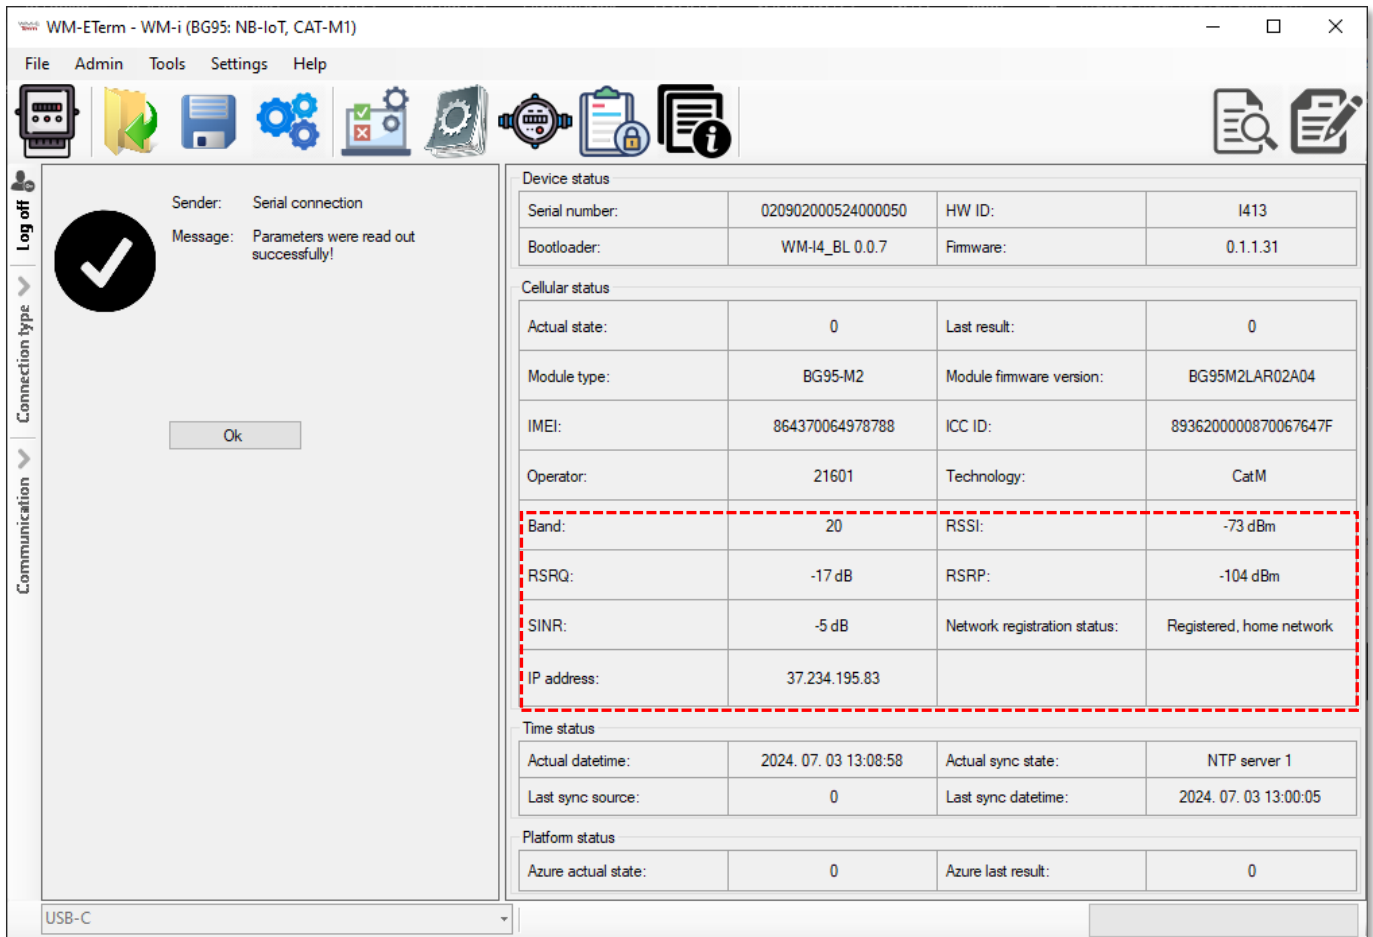 WM-ETerm - WM-i (BG95: NB-IoT, CAT-M1)
File Admin Tools Settings Help
Log off
Connection type
Communication
Sender: Serial connection
Message: Parameters were read out
successfully!
Ok
Device status
Serial number: 020902000524000050 HW ID: I413
Bootloader: WM-I4_BL 0.0.7 Firmware: 0.1.1.31
Cellular status
Actual state: 0 Last result: 0
Module type: BG95-M2 Module firmware version: BG95M2LAR02A04
IMEI: 864370064978788 ICC ID: 8936200000870067647F
Operator: 21601 Technology: CatM
Band: 20 RSSI: -73 dBm
RSRQ: -17 dB RSRP: -104 dBm
SINR: -5 dB Network registration status: Registered, home network
IP address: 37.234.195.83
Time status
Actual datetime: 2024. 07. 03 13:08:58 Actual sync state: NTP server 1
Last sync source: 0 Last sync datetime: 2024. 07. 03 13:00:05
Platform status
Azure actual state: 0 Azure last result: 0
USB-C